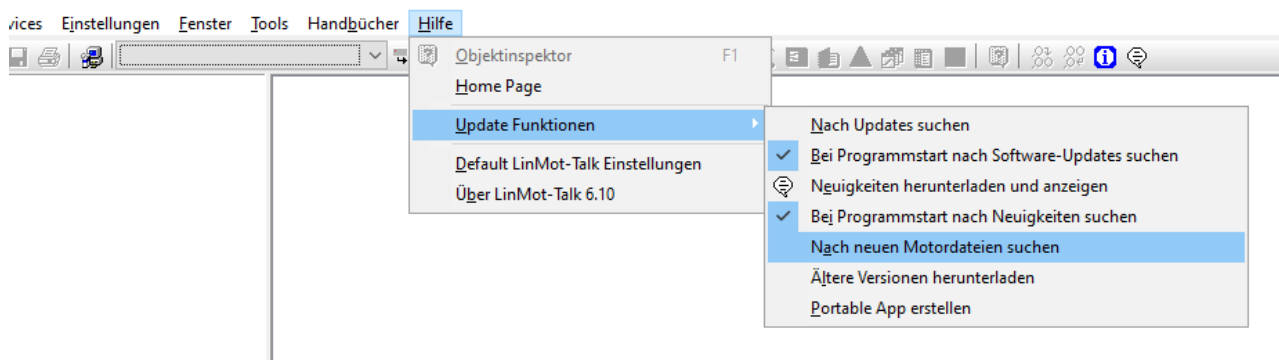 vices Einstellungen Fenster Tools Handbücher Hilfe
Objektinspektor F1
Home Page
Update Funktionen
Default LinMot-Talk Einstellungen
Über LinMot-Talk 6.10
Nach Updates suchen
Bei Programmstart nach Software-Updates suchen
Neuigkeiten herunterladen und anzeigen
Bei Programmstart nach Neuigkeiten suchen
Nach neuen Motordateien suchen
Ältere Versionen herunterladen
Portable App erstellen